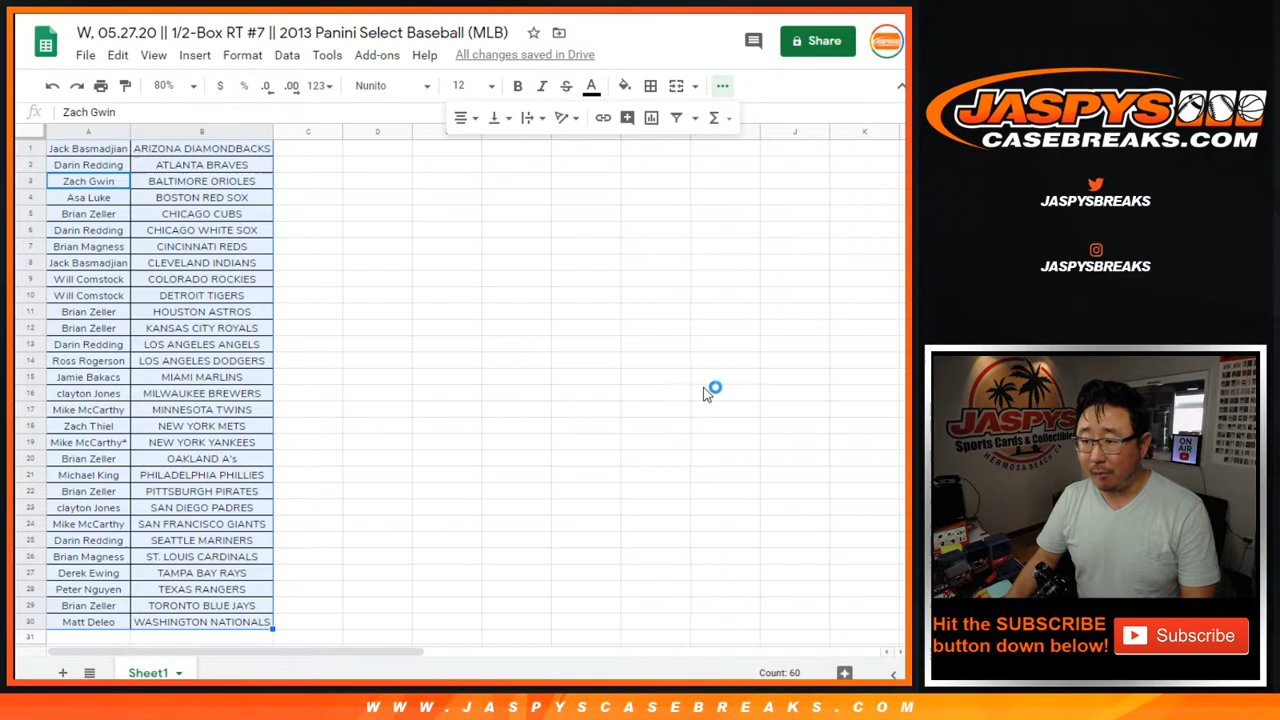 W, 05.27.20 || 1/2-Box RT #7 || 2013 Panini Select Baseball (MLB)
File Edit View Insert Format Data Tools Add-ons Help All changes saved in Drive
Share
80% $ % .0 .00 123 Nunito 12 B I S A
fx Zach Gwin
A B C D J K
1 Jack Basmadjian ARIZONA DIAMONDBACKS
2 Darin Redding ATLANTA BRAVES
3 Zach Gwin BALTIMORE ORIOLES
4 Asa Luke BOSTON RED SOX
5 Brian Zeller CHICAGO CUBS
6 Darin Redding CHICAGO WHITE SOX
7 Brian Magness CINCINNATI REDS
8 Jack Basmadjian CLEVELAND INDIANS
9 Will Comstock COLORADO ROCKIES
10 Will Comstock DETROIT TIGERS
11 Brian Zeller HOUSTON ASTROS
12 Brian Zeller KANSAS CITY ROYALS
13 Darin Redding LOS ANGELES ANGELS
14 Ross Rogerson LOS ANGELES DODGERS
15 Jamie Bakacs MIAMI MARLINS
16 clayton Jones MILWAUKEE BREWERS
17 Mike McCarthy MINNESOTA TWINS
18 Zach Thiel NEW YORK METS
19 Mike McCarthy* NEW YORK YANKEES
20 Brian Zeller OAKLAND A's
21 Michael King PHILADELPHIA PHILLIES
22 Brian Zeller PITTSBURGH PIRATES
23 clayton Jones SAN DIEGO PADRES
24 Mike McCarthy SAN FRANCISCO GIANTS
25 Darin Redding SEATTLE MARINERS
26 Brian Magness ST. LOUIS CARDINALS
27 Derek Ewing TAMPA BAY RAYS
28 Peter Nguyen TEXAS RANGERS
29 Brian Zeller TORONTO BLUE JAYS
30 Matt Deleo WASHINGTON NATIONALS
31
Sheet1
Count: 60
JASPYS
CASEBREAKS.COM
JASPYSBREAKS
JASPYSBREAKS
JASPYS
Sports Cards & Collectibles
HERMOSA BEACH CA
ON
AIR
Hit the SUBSCRIBE
button down below!
Subscribe
WWW.JASPYSCASEBREAKS.COM